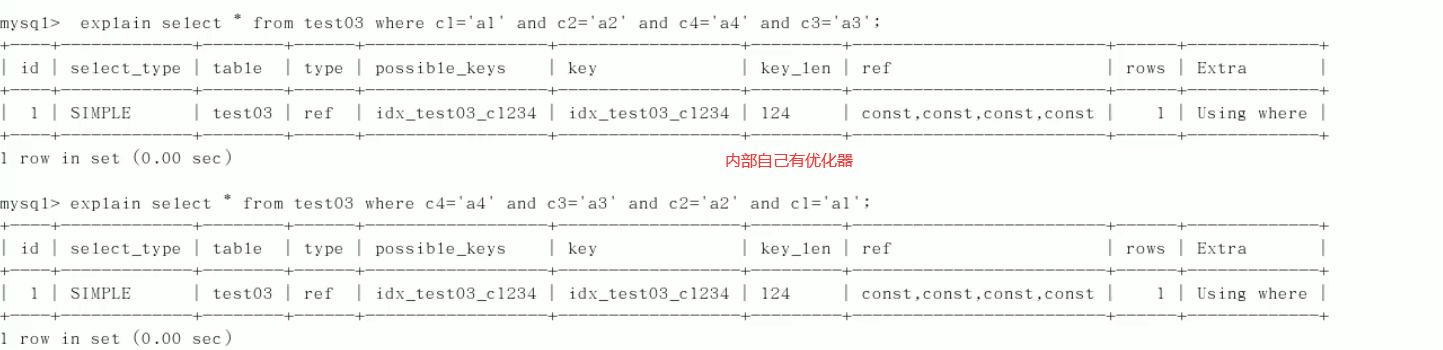 mysql>  explain select * from test03 where c1='a1' and c2='a2' and c4='a4' and c3='a3';
+----+-------------+--------+------+------------------+------------------+---------+-------------------------+------+-------------+
| id | select_type | table  | type | possible_keys    | key              | key_len | ref                     | rows | Extra       |
+----+-------------+--------+------+------------------+------------------+---------+-------------------------+------+-------------+
|  1 | SIMPLE      | test03 | ref  | idx_test03_c1234 | idx_test03_c1234 | 124     | const,const,const,const |    1 | Using where |
+----+-------------+--------+------+------------------+------------------+---------+-------------------------+------+-------------+
1 row in set (0.00 sec)
内部自己有优化器
mysql> explain select * from test03 where c4='a4' and c3='a3' and c2='a2' and c1='a1';
+----+-------------+--------+------+------------------+------------------+---------+-------------------------+------+-------------+
| id | select_type | table  | type | possible_keys    | key              | key_len | ref                     | rows | Extra       |
+----+-------------+--------+------+------------------+------------------+---------+-------------------------+------+-------------+
|  1 | SIMPLE      | test03 | ref  | idx_test03_c1234 | idx_test03_c1234 | 124     | const,const,const,const |    1 | Using where |
+----+-------------+--------+------+------------------+------------------+---------+-------------------------+------+-------------+
1 row in set (0.00 sec)